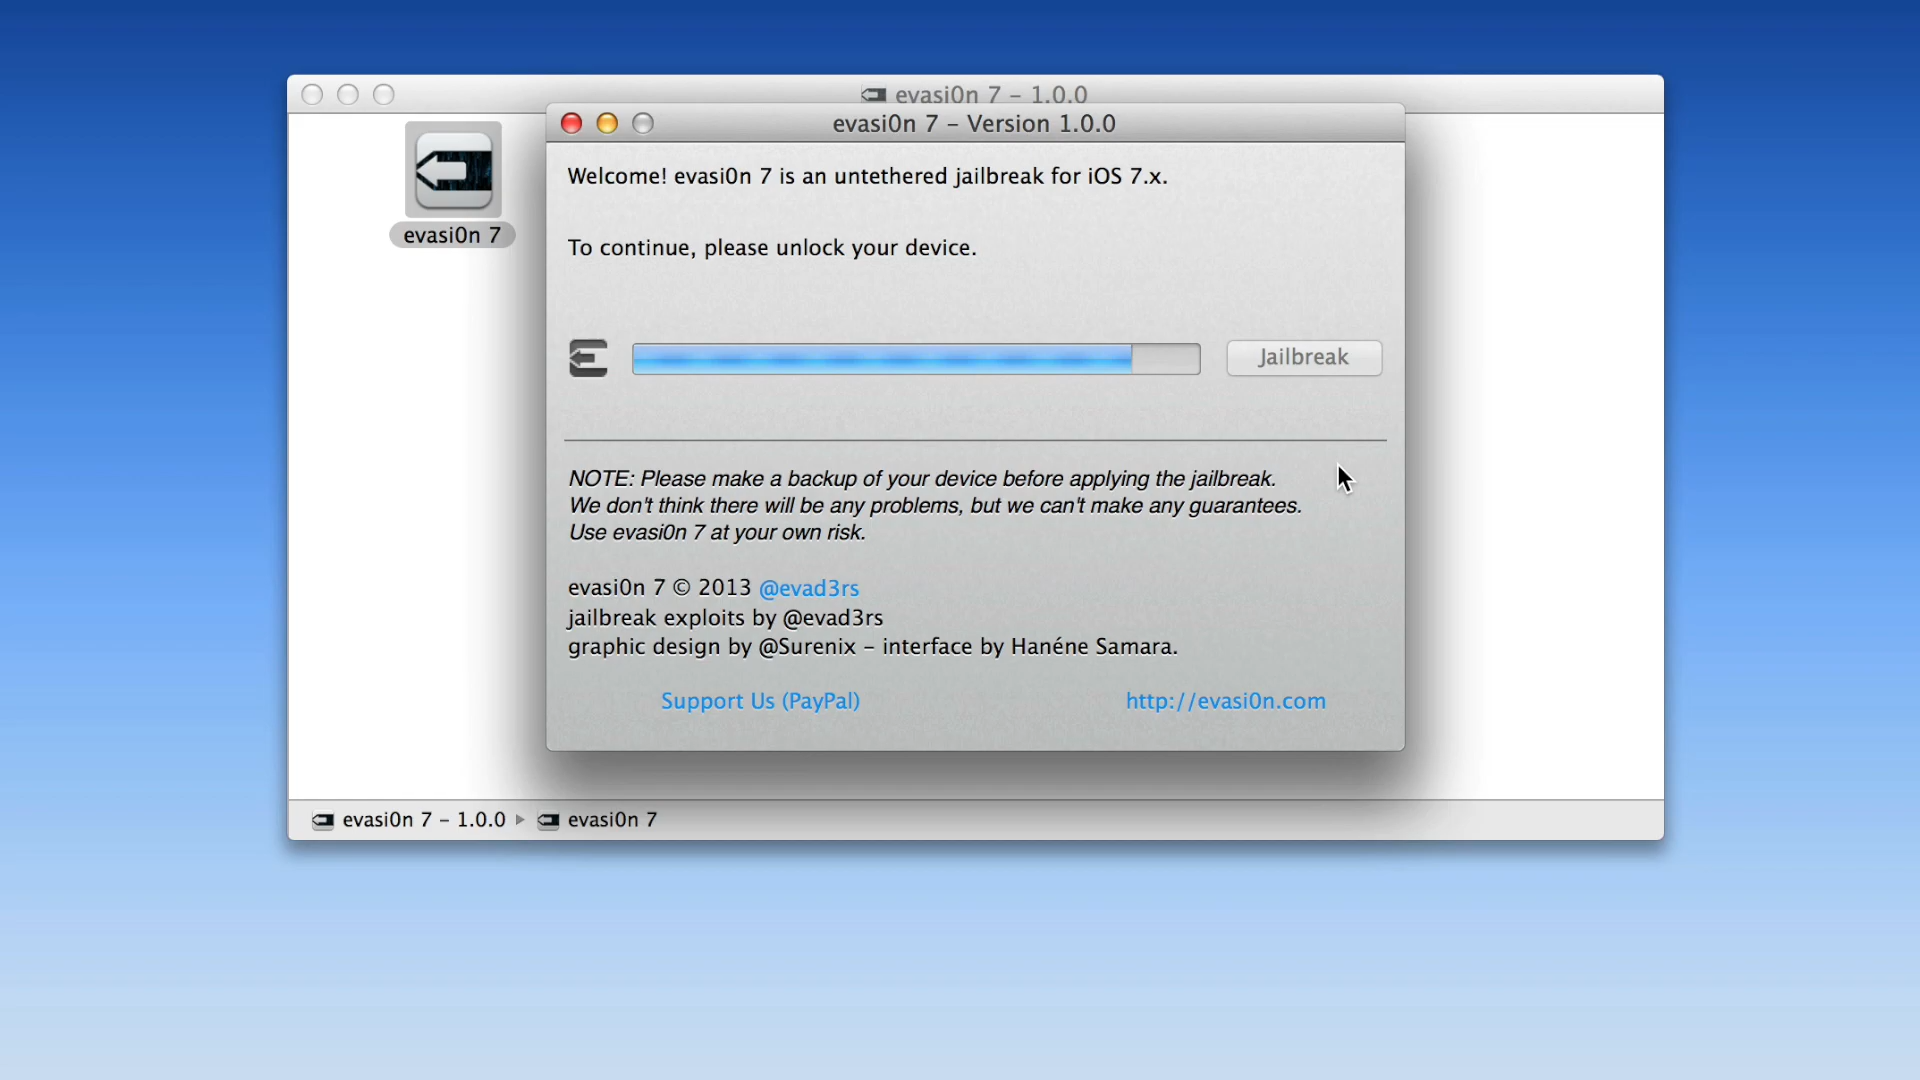 evasi0n 7 – 1.0.0
evasi0n 7 – Version 1.0.0
evasi0n 7
Welcome! evasi0n 7 is an untethered jailbreak for iOS 7.x.
To continue, please unlock your device.
Jailbreak
NOTE: Please make a backup of your device before applying the jailbreak.
We don't think there will be any problems, but we can't make any guarantees.
Use evasi0n 7 at your own risk.
evasi0n 7 © 2013 @evad3rs
jailbreak exploits by @evad3rs
graphic design by @Surenix – interface by Hanéne Samara.
Support Us (PayPal)
http://evasi0n.com
evasi0n 7 – 1.0.0 ▸ evasi0n 7